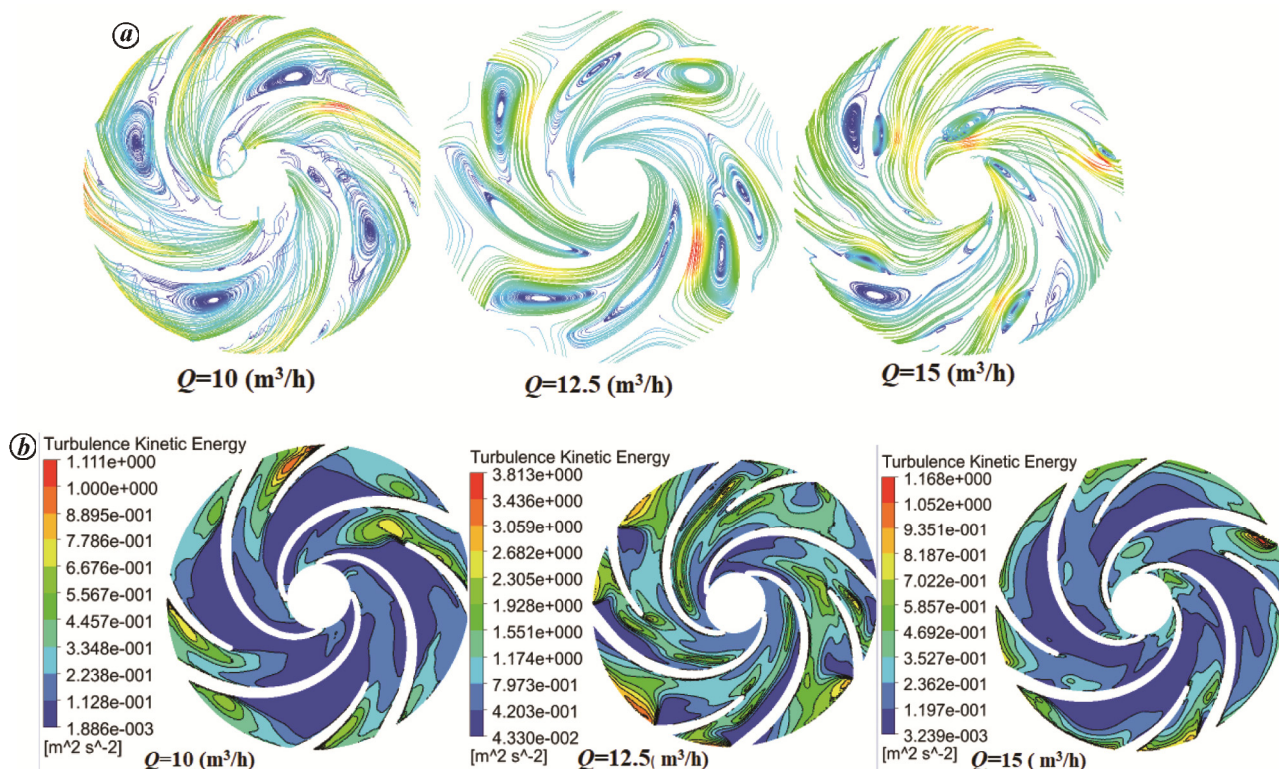 a
Q=10 (m³/h)
Q=12.5 (m³/h)
Q=15 (m³/h)
b
Turbulence Kinetic Energy
1.111e+000
1.000e+000
8.895e-001
7.786e-001
6.676e-001
5.567e-001
4.457e-001
3.348e-001
2.238e-001
1.128e-001
1.886e-003
[m^2 s^-2]
Q=10 (m³/h)
Turbulence Kinetic Energy
3.813e+000
3.436e+000
3.059e+000
2.682e+000
2.305e+000
1.928e+000
1.551e+000
1.174e+000
7.973e-001
4.203e-001
4.330e-002
[m^2 s^-2]
Q=12.5( m³/h)
Turbulence Kinetic Energy
1.168e+000
1.052e+000
9.351e-001
8.187e-001
7.022e-001
5.857e-001
4.692e-001
3.527e-001
2.362e-001
1.197e-001
3.239e-003
[m^2 s^-2]
Q=15 ( m³/h)